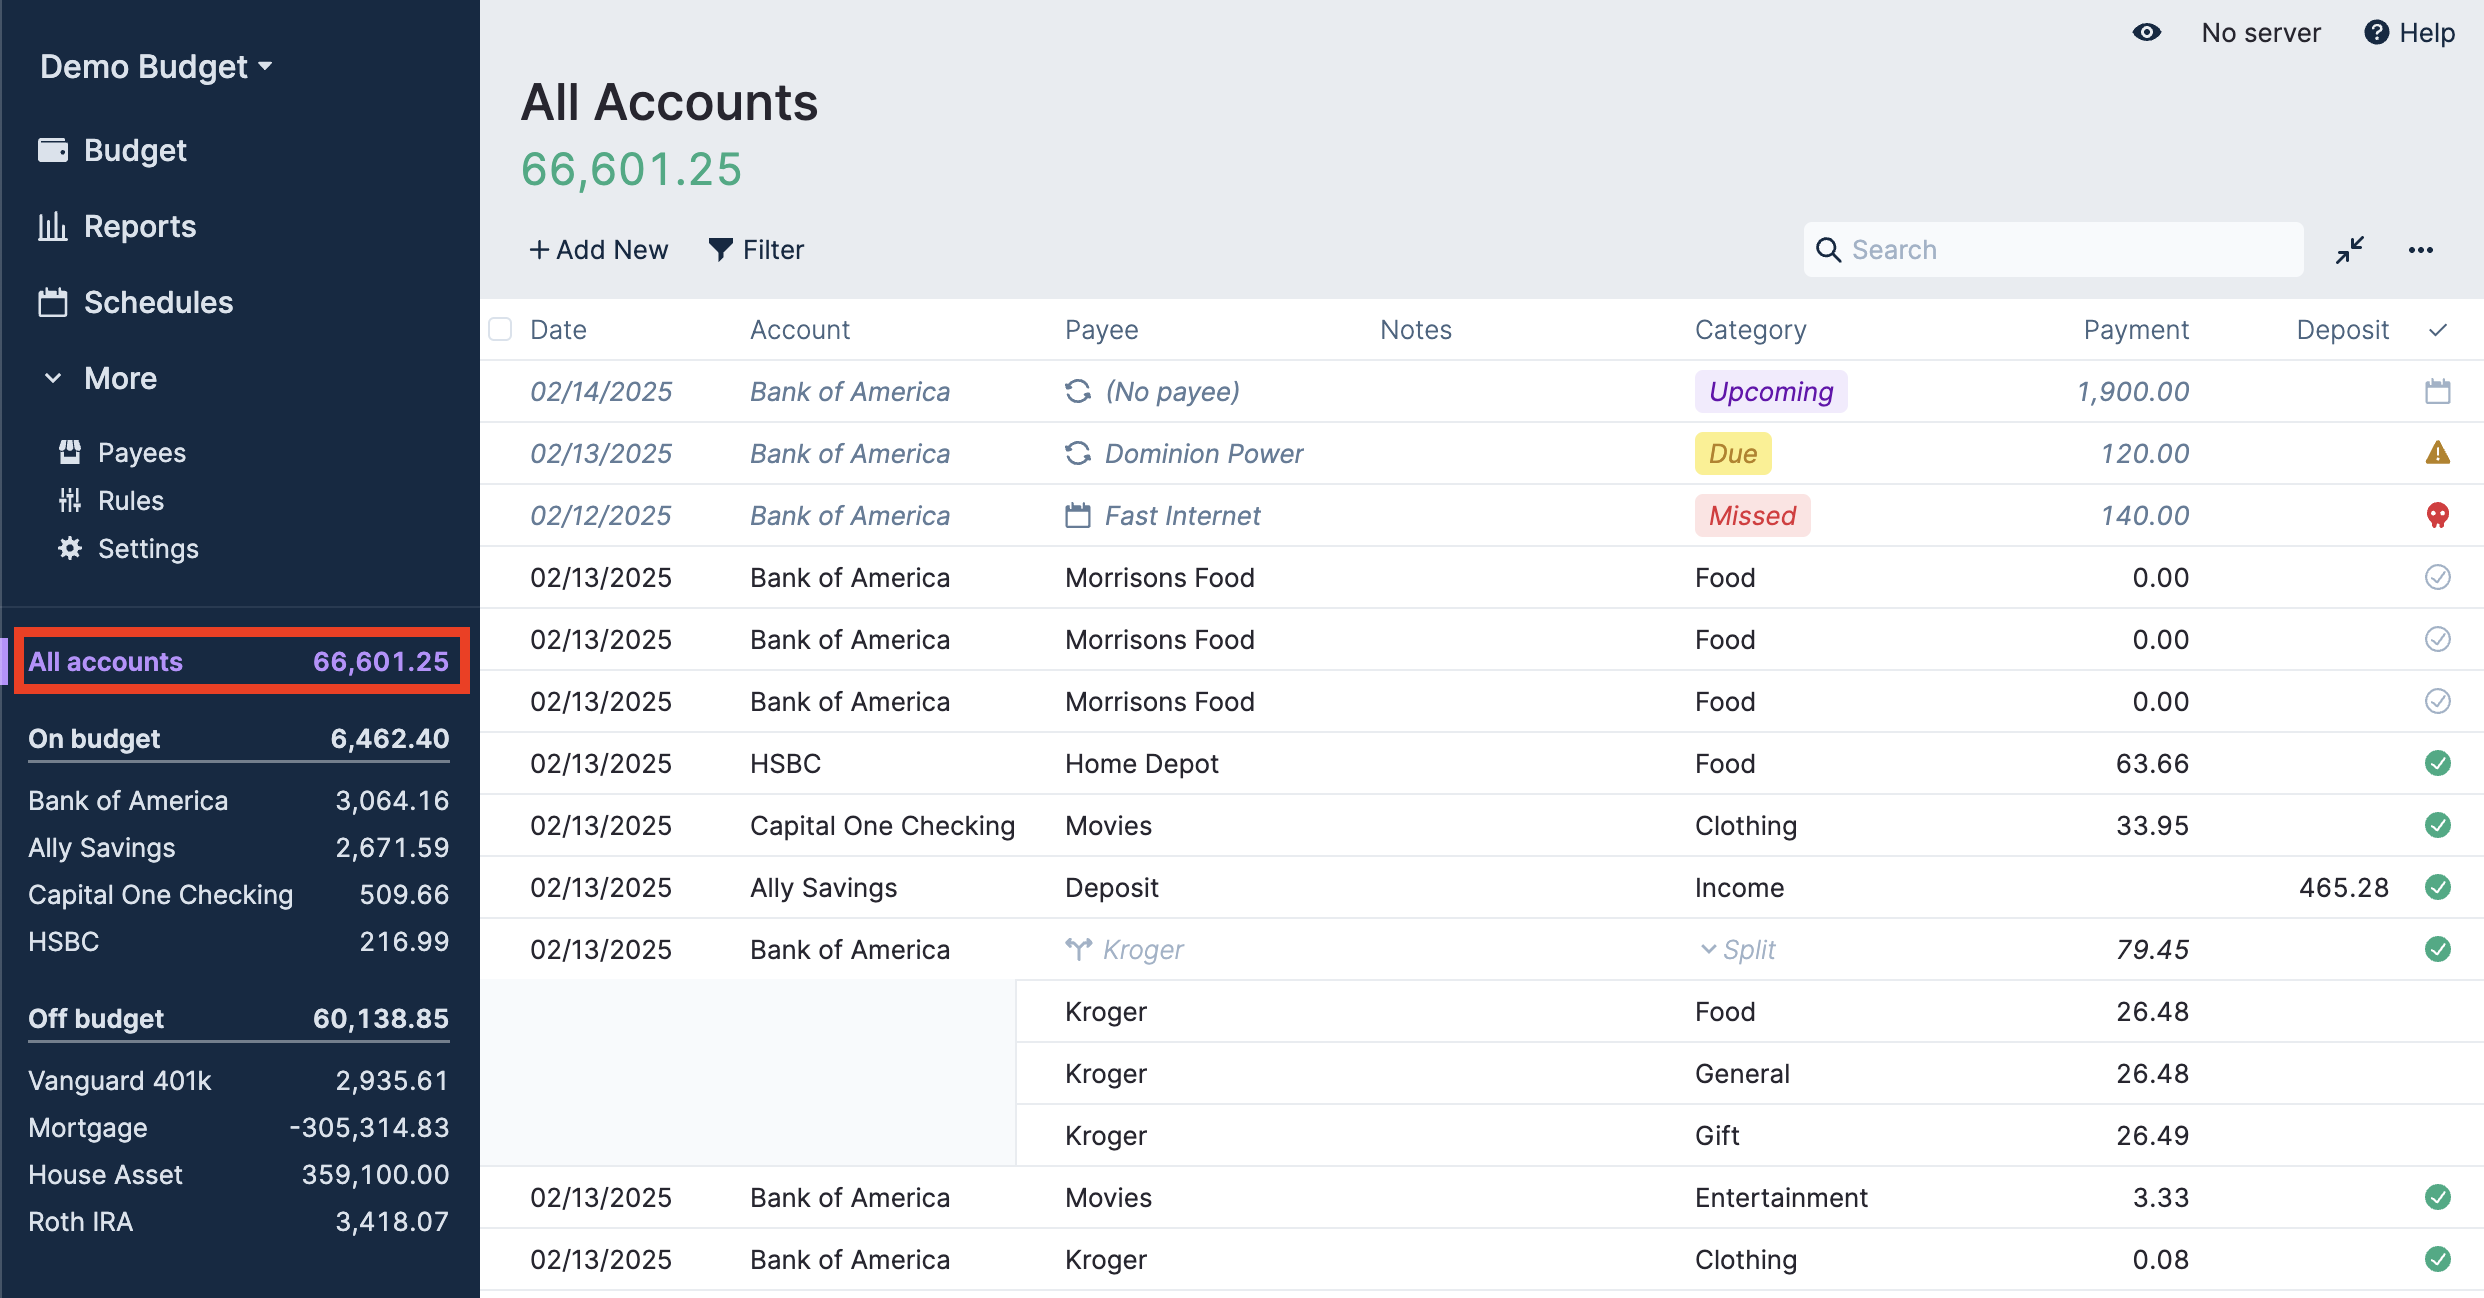 Demo Budget
Budget
Reports
Schedules
More
Payees
Rules
Settings
All accounts 66,601.25
On budget 6,462.40
Bank of America 3,064.16
Ally Savings 2,671.59
Capital One Checking 509.66
HSBC 216.99
Off budget 60,138.85
Vanguard 401k 2,935.61
Mortgage -305,314.83
House Asset 359,100.00
Roth IRA 3,418.07
No server Help
All Accounts
66,601.25
+ Add New Filter Search
Date Account Payee Notes Category Payment Deposit
02/14/2025 Bank of America (No payee) Upcoming 1,900.00
02/13/2025 Bank of America Dominion Power Due 120.00
02/12/2025 Bank of America Fast Internet Missed 140.00
02/13/2025 Bank of America Morrisons Food Food 0.00
02/13/2025 Bank of America Morrisons Food Food 0.00
02/13/2025 Bank of America Morrisons Food Food 0.00
02/13/2025 HSBC Home Depot Food 63.66
02/13/2025 Capital One Checking Movies Clothing 33.95
02/13/2025 Ally Savings Deposit Income 465.28
02/13/2025 Bank of America Kroger Split 79.45
Kroger Food 26.48
Kroger General 26.48
Kroger Gift 26.49
02/13/2025 Bank of America Movies Entertainment 3.33
02/13/2025 Bank of America Kroger Clothing 0.08